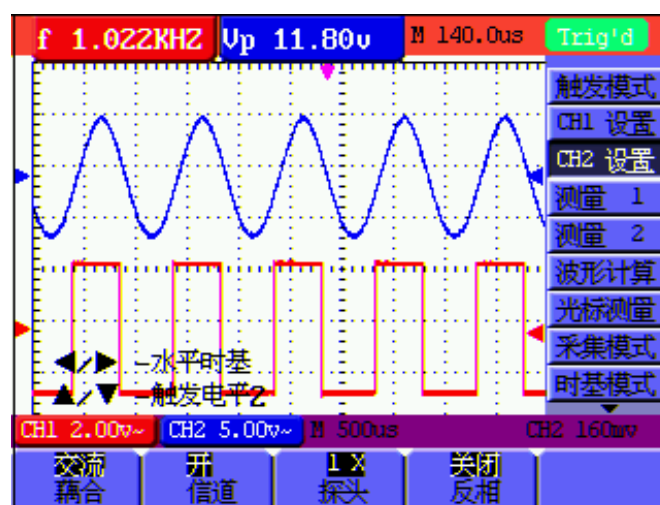 f 1.022KHZ Vp 11.80v M 140.0us Trig'd
触发模式
CH1 设置
CH2 设置
测量 1
测量 2
波形计算
光标测量
采集模式
时基模式
◀/▶ -水平时基
▲/▼ -触发电平2
CH1 2.00v~ CH2 5.00v~ M 500us CH2 160mv
交流 开 1 X 关闭
藕合 信道 探头 反相